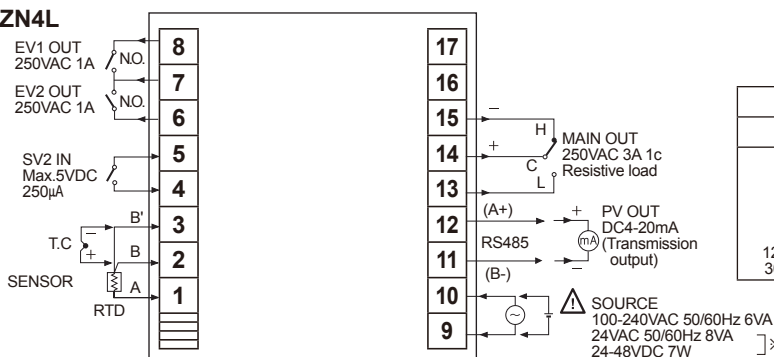 ZN4L
EV1 OUT
250VAC 1A
N.O.
EV2 OUT
250VAC 1A
N.O.
SV2 IN
Max.5VDC
250µA
B'
T.C
−
+
B
SENSOR
A
RTD
8
7
6
5
4
3
2
1
17
16
15
14
13
12
11
10
9
−
H
+
C
L
MAIN OUT
250VAC 3A 1c
Resistive load
(A+)
RS485
(B-)
+
mA
−
PV OUT
DC4-20mA
(Transmission
output)
SOURCE
100-240VAC 50/60Hz 6VA
24VAC 50/60Hz 8VA
24-48VDC 7W